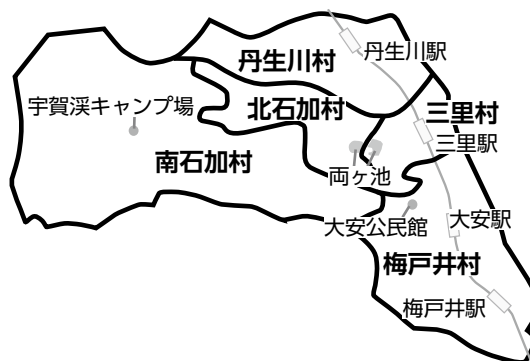 丹生川駅
丹生川村
宇賀渓キャンプ場
北石加村
三里村
三里駅
南石加村
両ヶ池
大安公民館
大安駅
梅戸井村
梅戸井駅